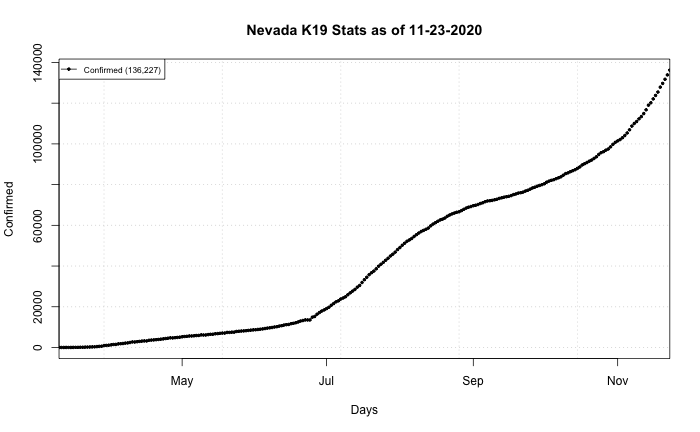 Nevada K19 Stats as of 11-23-2020
Confirmed (136,227)
Confirmed
140000
100000
60000
20000
0
May
Jul
Sep
Nov
Days